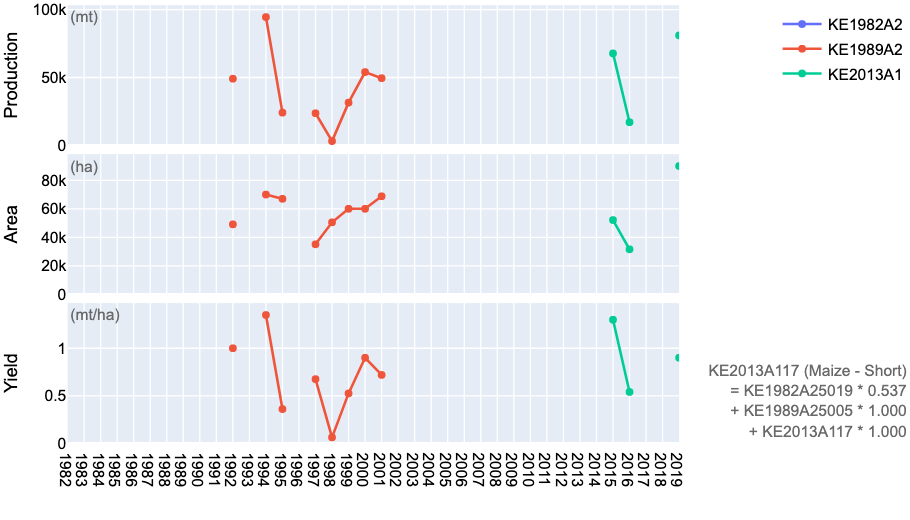 100k
(mt)
Production
50k
0
KE1982A2
KE1989A2
KE2013A1
(ha)
80k
Area
60k
40k
20k
0
(mt/ha)
Yield
1
0.5
0
KE2013A117 (Maize - Short)
= KE1982A25019 * 0.537
+ KE1989A25005 * 1.000
+ KE2013A117 * 1.000
1982
1983
1984
1985
1986
1987
1988
1989
1990
1991
1992
1993
1994
1995
1996
1997
1998
1999
2000
2001
2002
2003
2004
2005
2006
2007
2008
2009
2010
2011
2012
2013
2014
2015
2016
2017
2018
2019